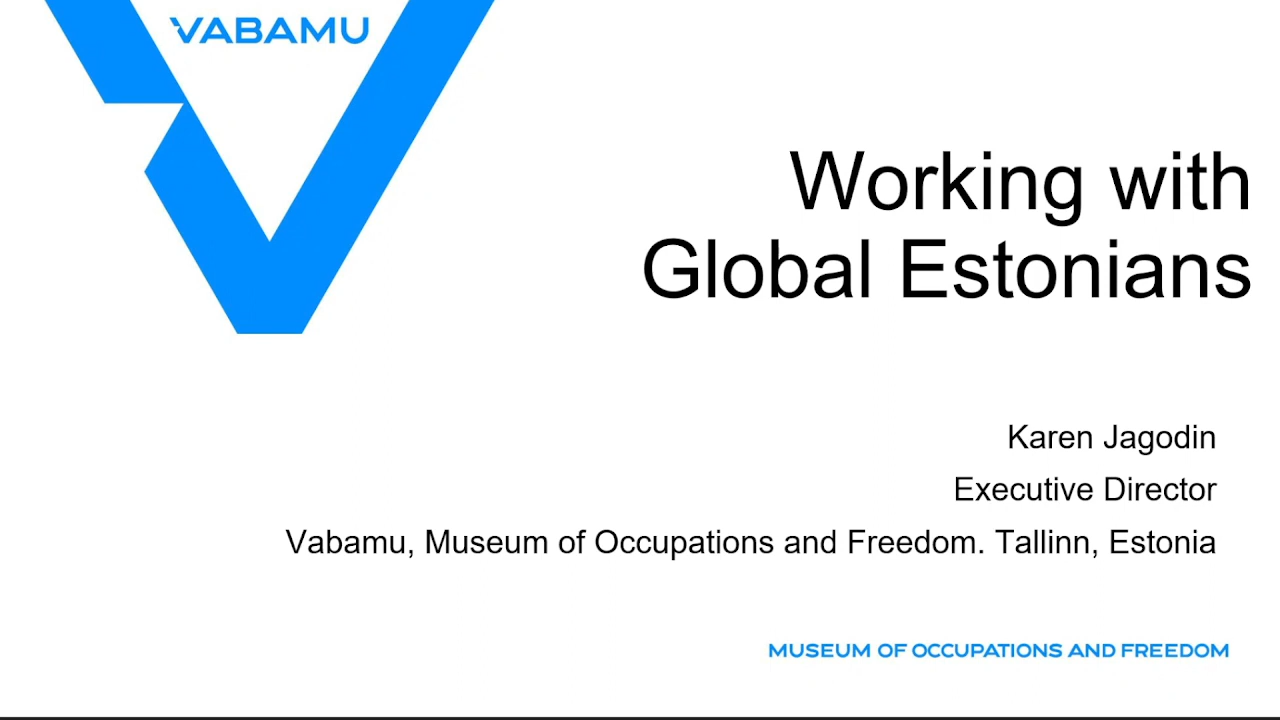 VABAMU
Working with
Global Estonians
Karen Jagodin
Executive Director
Vabamu, Museum of Occupations and Freedom. Tallinn, Estonia
MUSEUM OF OCCUPATIONS AND FREEDOM